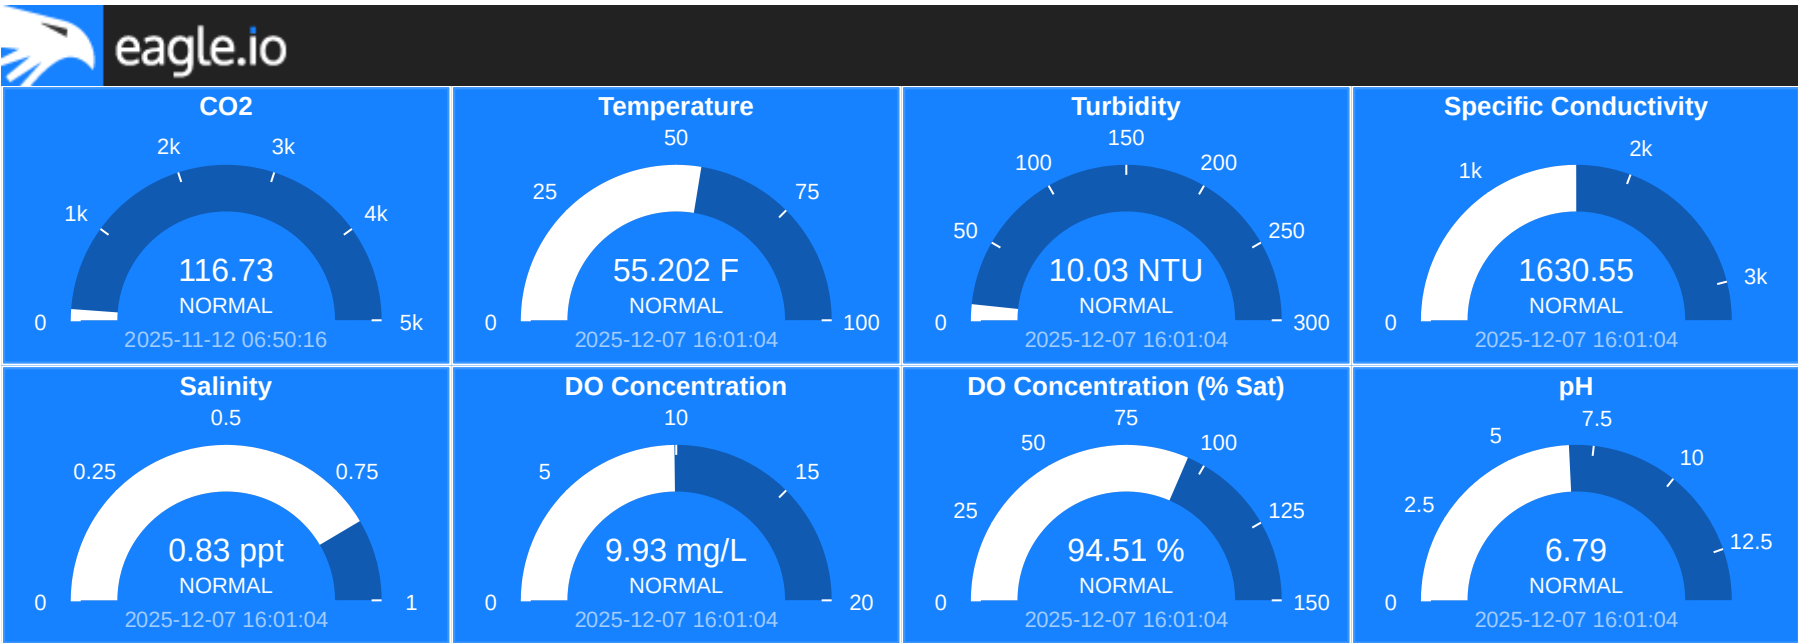 eagle.io
CO2
0
1k
2k
3k
4k
5k
116.73
NORMAL
2025-11-12 06:50:16
Temperature
0
25
50
75
100
55.202 F
NORMAL
2025-12-07 16:01:04
Turbidity
0
50
100
150
200
250
300
10.03 NTU
NORMAL
2025-12-07 16:01:04
Specific Conductivity
0
1k
2k
3k
1630.55
NORMAL
2025-12-07 16:01:04
Salinity
0
0.25
0.5
0.75
1
0.83 ppt
NORMAL
2025-12-07 16:01:04
DO Concentration
0
5
10
15
20
9.93 mg/L
NORMAL
2025-12-07 16:01:04
DO Concentration (% Sat)
0
25
50
75
100
125
150
94.51 %
NORMAL
2025-12-07 16:01:04
pH
0
2.5
5
7.5
10
12.5
6.79
NORMAL
2025-12-07 16:01:04